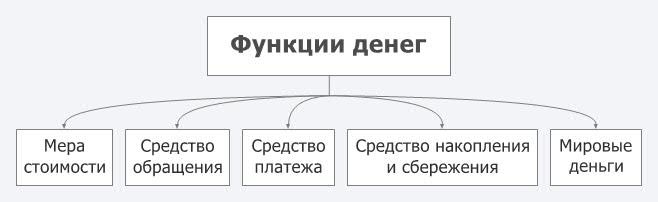 Функции денег
Мера
стоимости
Средство
обращения
Средство
платежа
Средство накопления
и сбережения
Мировые
деньги